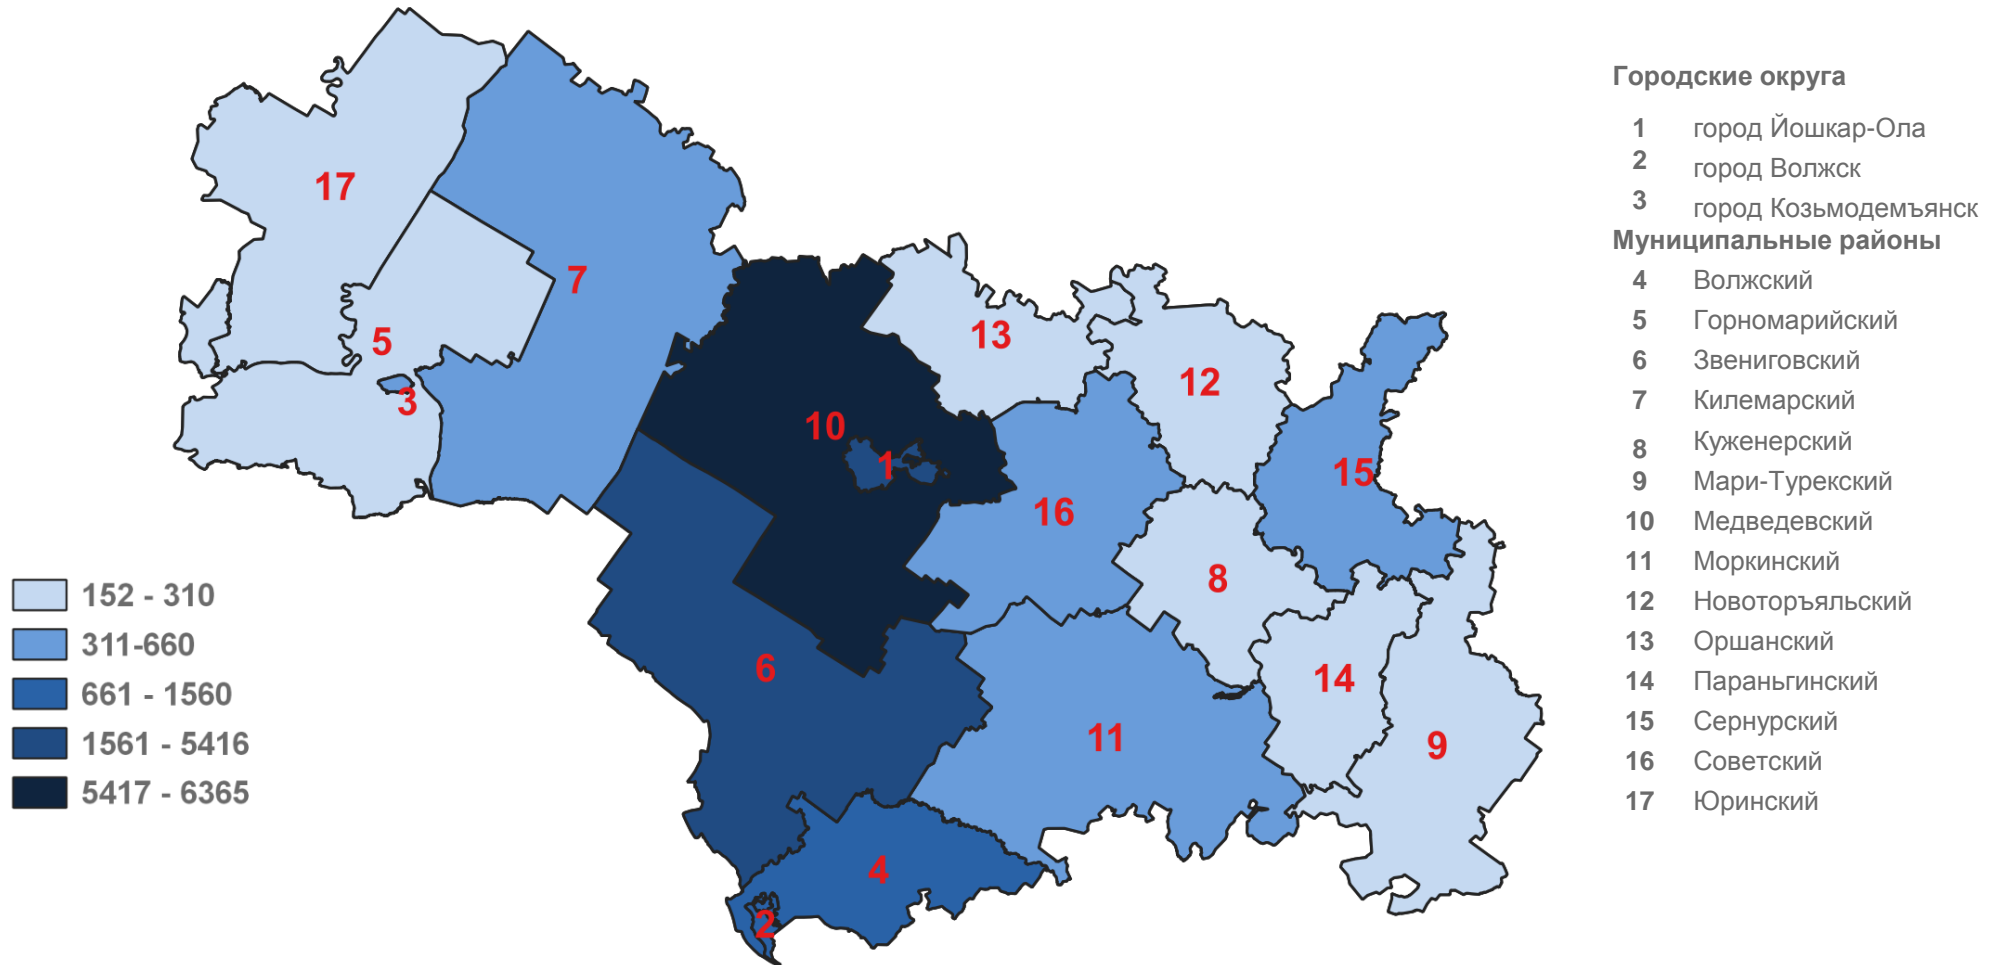 Городские округа
1 город Йошкар-Ола
2 город Волжск
3 город Козьмодемъянск
Муниципальные районы
4 Волжский
5 Горномарийский
6 Звениговский
7 Килемарский
8 Куженерский
9 Мари-Турекский
10 Медведевский
11 Моркинский
12 Новоторъяльский
13 Оршанский
14 Параньгинский
15 Сернурский
16 Советский
17 Юринский
17
7
5
3
13
12
10
1
15
16
8
6
14
11
9
4
2
152 - 310
311-660
661 - 1560
1561 - 5416
5417 - 6365